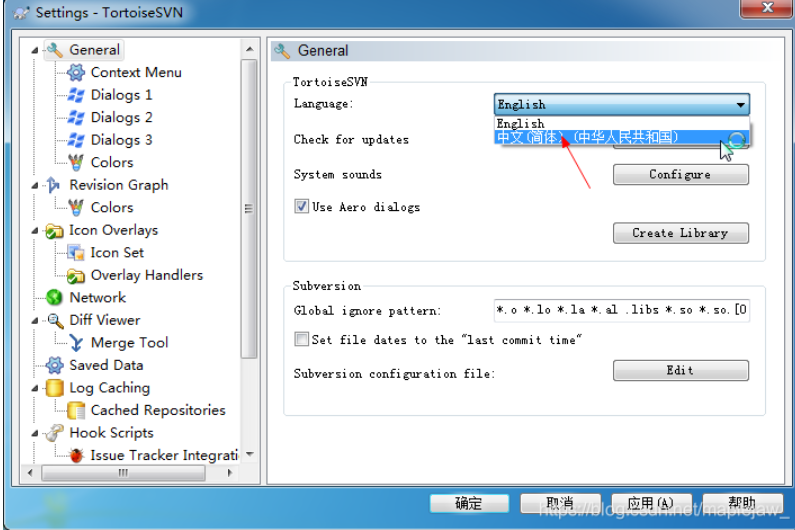 Settings - TortoiseSVN
General
Context Menu
Dialogs 1
Dialogs 2
Dialogs 3
Colors
Revision Graph
Colors
Icon Overlays
Icon Set
Overlay Handlers
Network
Diff Viewer
Merge Tool
Saved Data
Log Caching
Cached Repositories
Hook Scripts
Issue Tracker Integrati
General
TortoiseSVN
Language:
English
English
中文(简体) (中华人民共和国)
Check for updates
System sounds
Configure
Use Aero dialogs
Create Library
Subversion
Global ignore pattern:
*.o *.lo *.la *.al .libs *.so *.so.[0
Set file dates to the "last commit time"
Subversion configuration file:
Edit
确定
取消
应用(A)
帮助
https://blog.csdn.net/maplejaw_